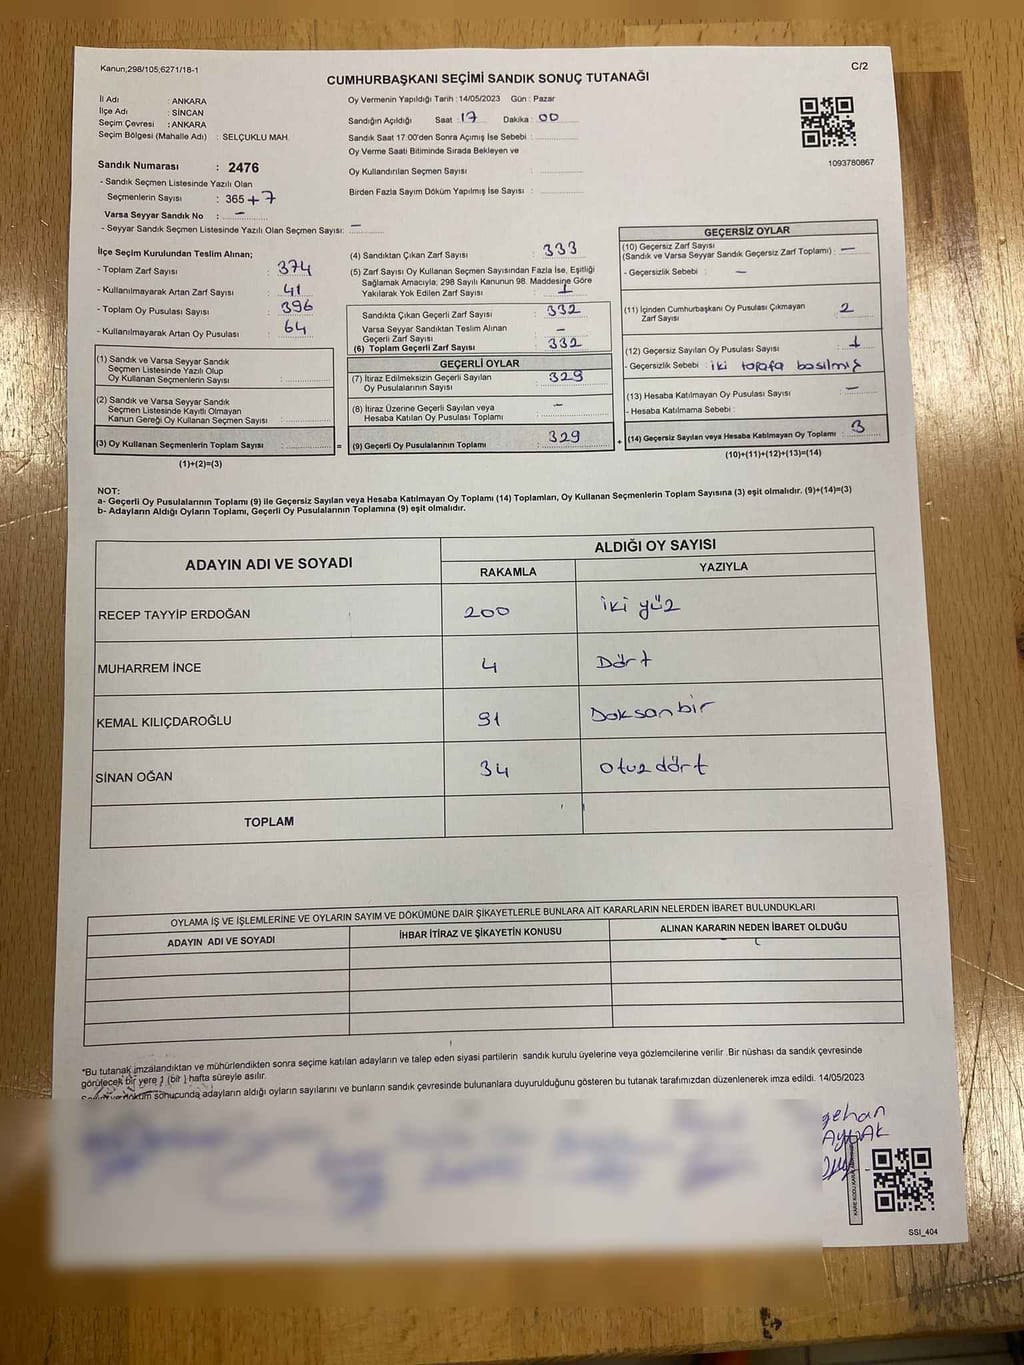 Kanun;298/105;6271/18-1
C/2
CUMHURBAŞKANI SEÇİMİ SANDIK SONUÇ TUTANAĞI
İl Adı : ANKARA
İlçe Adı : SİNCAN
Seçim Çevresi : ANKARA
Seçim Bölgesi (Mahalle Adı) : SELÇUKLU MAH.
Oy Vermenin Yapıldığı Tarih : 14/05/2023 Gün : Pazar
Sandığın Açıldığı Saat : 17 Dakika : 00
Sandık Saat 17:00'den Sonra Açmış İse Sebebi :
Oy Verme Saati Bitiminde Sırada Bekleyen ve
Oy Kullandırılan Seçmen Sayısı :
Birden Fazla Sayım Döküm Yapılmış İse Sayısı :
1093780867
Sandık Numarası : 2476
- Sandık Seçmen Listesinde Yazılı Olan
Seçmenlerin Sayısı : 365 + 7
Varsa Seyyar Sandık No : -
- Seyyar Sandık Seçmen Listesinde Yazılı Olan Seçmen Sayısı: -
İlçe Seçim Kurulundan Teslim Alınan;
- Toplam Zarf Sayısı : 374
- Kullanılmayarak Artan Zarf Sayısı : 41
- Toplam Oy Pusulası Sayısı : 396
- Kullanılmayarak Artan Oy Pusulası : 64
(1) Sandık ve Varsa Seyyar Sandık
Seçmen Listesinde Yazılı Olup
Oy Kullanan Seçmenlerin Sayısı :
(2) Sandık ve Varsa Seyyar Sandık
Seçmen Listesinde Kayıtlı Olmayan
Kanun Gereği Oy Kullanan Seçmen Sayısı :
(3) Oy Kullanan Seçmenlerin Toplam Sayısı : =
(1)+(2)=(3)
(4) Sandıktan Çıkan Zarf Sayısı : 333
(5) Zarf Sayısı Oy Kullanan Seçmen Sayısından Fazla İse, Eşitliği
Sağlamak Amacıyla; 298 Sayılı Kanunun 98. Maddesine Göre
Yakılarak Yok Edilen Zarf Sayısı : 1
Sandıkta Çıkan Geçerli Zarf Sayısı : 332
Varsa Seyyar Sandıktan Teslim Alınan
Geçerli Zarf Sayısı : -
(6) Toplam Geçerli Zarf Sayısı : 332
GEÇERLİ OYLAR
(7) İtiraz Edilmeksizin Geçerli Sayılan
Oy Pusulalarının Sayısı : 329
(8) İtiraz Üzerine Geçerli Sayılan veya
Hesaba Katılan Oy Pusulası Toplamı : -
(9) Geçerli Oy Pusulalarının Toplamı : 329 +
GEÇERSİZ OYLAR
(10) Geçersiz Zarf Sayısı
(Sandık ve Varsa Seyyar Sandık Geçersiz Zarf Toplamı) : -
- Geçersizlik Sebebi : -
(11) İçinden Cumhurbaşkanı Oy Pusulası Çıkmayan
Zarf Sayısı : 2
(12) Geçersiz Sayılan Oy Pusulası Sayısı : 1
- Geçersizlik Sebebi : iki tarafa basılmış
(13) Hesaba Katılmayan Oy Pusulası Sayısı : -
- Hesaba Katılmama Sebebi :
(14) Geçersiz Sayılan veya Hesaba Katılmayan Oy Toplamı : 3
(10)+(11)+(12)+(13)=(14)
NOT:
a- Geçerli Oy Pusulalarının Toplamı (9) ile Geçersiz Sayılan veya Hesaba Katılmayan Oy Toplamı (14) Toplamları, Oy Kullanan Seçmenlerin Toplam Sayısına (3) eşit olmalıdır. (9)+(14)=(3)
b- Adayların Aldığı Oyların Toplamı, Geçerli Oy Pusulalarının Toplamına (9) eşit olmalıdır.
ADAYIN ADI VE SOYADI
ALDIĞI OY SAYISI
RAKAMLA YAZIYLA
RECEP TAYYİP ERDOĞAN 200 iki yüz
MUHARREM İNCE 4 Dört
KEMAL KILIÇDAROĞLU 91 Doksanbir
SİNAN OĞAN 34 otuz dört
TOPLAM
OYLAMA İŞ VE İŞLEMLERİNE VE OYLARIN SAYIM VE DÖKÜMÜNE DAİR ŞİKAYETLERLE BUNLARA AİT KARARLARIN NELERDEN İBARET BULUNDUKLARI
ADAYIN ADI VE SOYADI İHBAR İTİRAZ VE ŞİKAYETİN KONUSU ALINAN KARARIN NEDEN İBARET OLDUĞU
*Bu tutanak imzalandıktan ve mühürlendikten sonra seçime katılan adayların ve talep eden siyasi partilerin sandık kurulu üyelerine veya gözlemcilerine verilir .Bir nüshası da sandık çevresinde
görülecek bir yere 1 (bir ) hafta süreyle asılır.
döküm sonucunda adayların aldığı oyların sayılarını ve bunların sandık çevresinde bulunanlara duyurulduğunu gösteren bu tutanak tarafımızdan düzenlenerek imza edildi. 14/05/2023
SSI_404